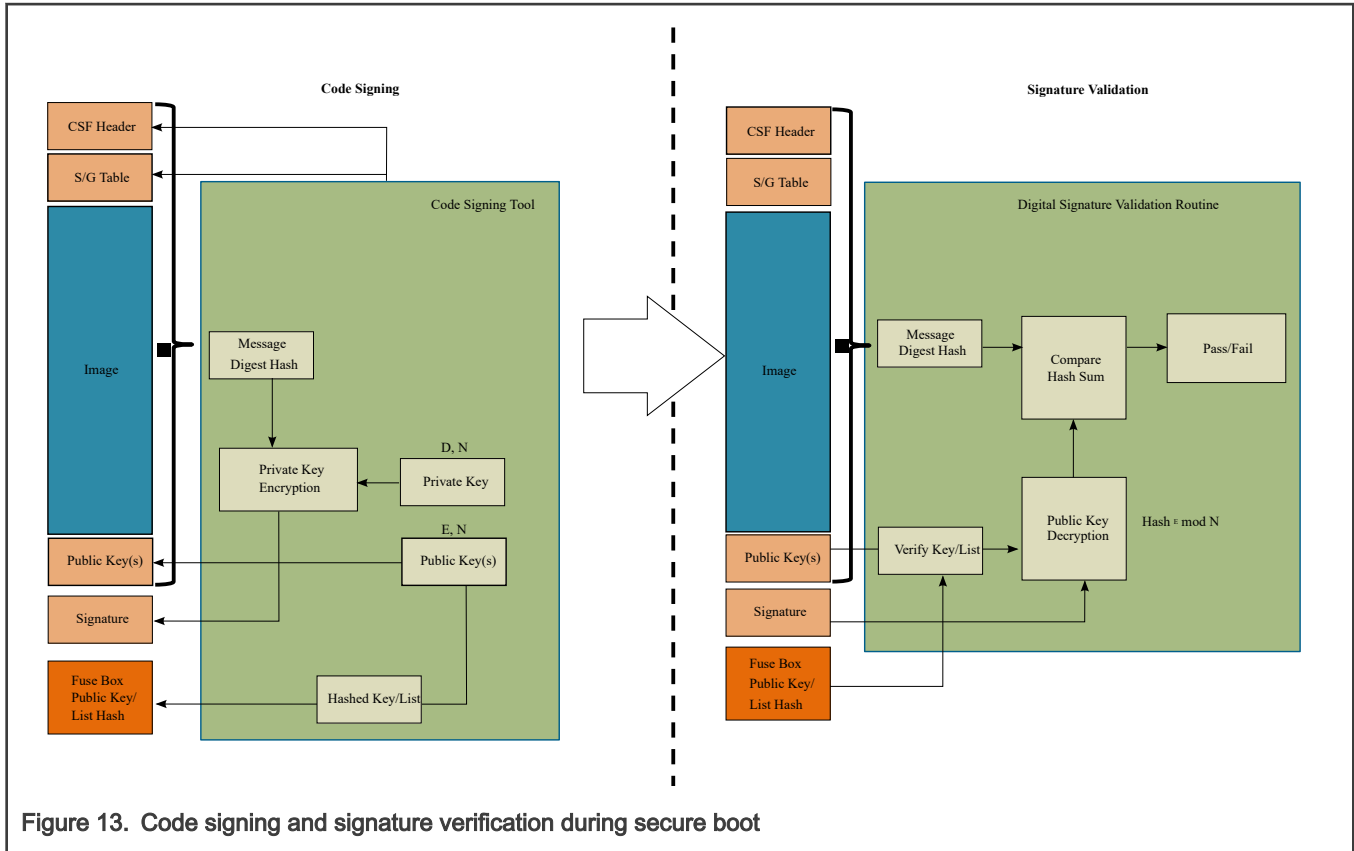 Code Signing
CSF Header
S/G Table
Code Signing Tool
Image
Message
Digest Hash
D, N
Private Key
Encryption
Private Key
E, N
Public Key(s)
Public Key(s)
Signature
Fuse Box
Public Key/
List Hash
Hashed Key/List
Signature Validation
CSF Header
S/G Table
Digital Signature Validation Routine
Image
Message
Digest Hash
Compare
Hash Sum
Pass/Fail
Public Key
Decryption
Hash E mod N
Public Key(s)
Verify Key/List
Signature
Fuse Box
Public Key/
List Hash
Figure 13. Code signing and signature verification during secure boot